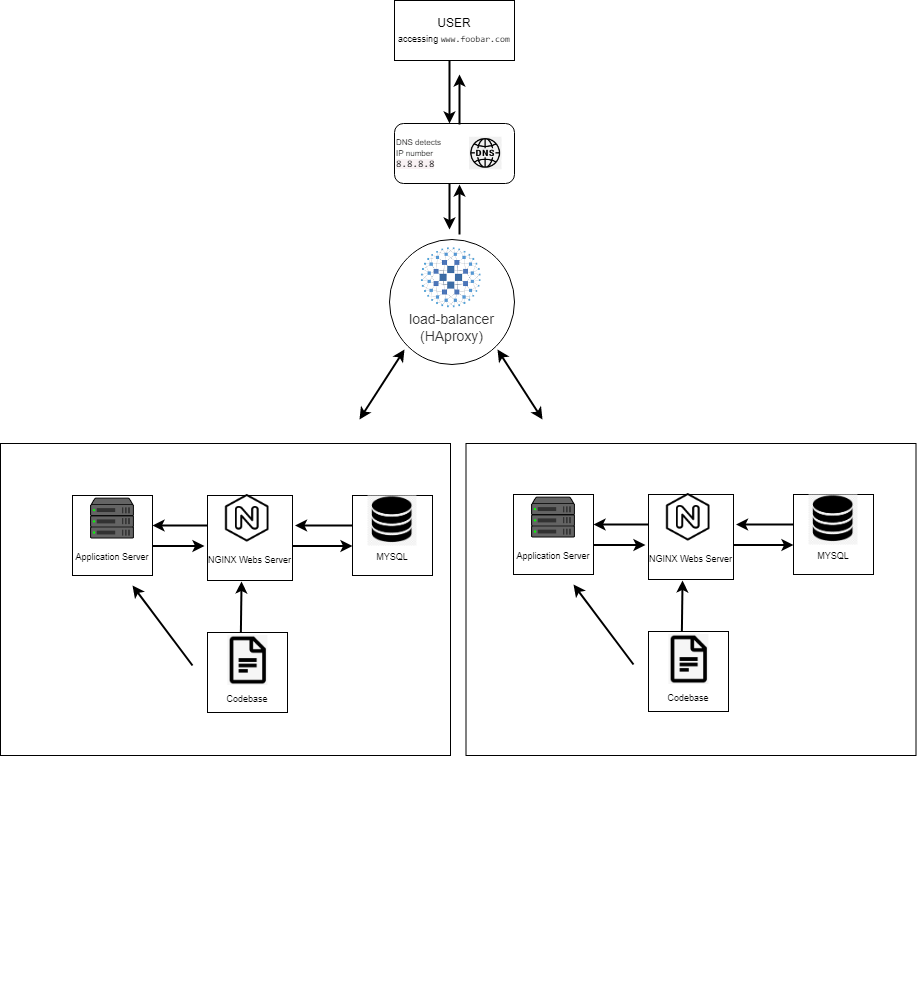 USER
accessing www.foobar.com
DNS detects
IP number
8.8.8.8
DNS
load-balancer
(HAproxy)
Application Server
N
NGINX Webs Server
MYSQL
Codebase
Application Server
N
NGINX Webs Server
MYSQL
Codebase